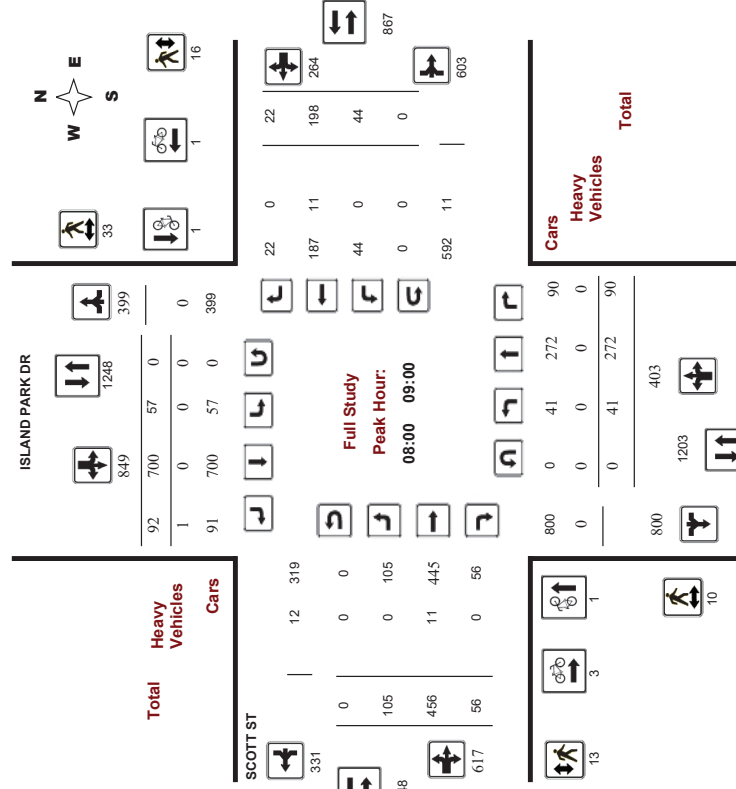 ISLAND PARK DR
N
W E
S
867
264
603
16
1
33
1
22 198 44 0
0 11 0 0 11
22 187 44 0 592
399
1248
849
0
399
92 700 57 0
1 0 0 0
91 700 57 0
Total
Heavy
Vehicles
Cars
Full Study
Peak Hour:
08:00 09:00
Cars
Heavy
Vehicles
Total
0 41 272 90
0 0 0 0
0 41 272 90
403
1203
800
0
800
SCOTT ST
12 319
0 0
0 105
11 445
0 56
0
105
456
56
331
617
1
3
10
13